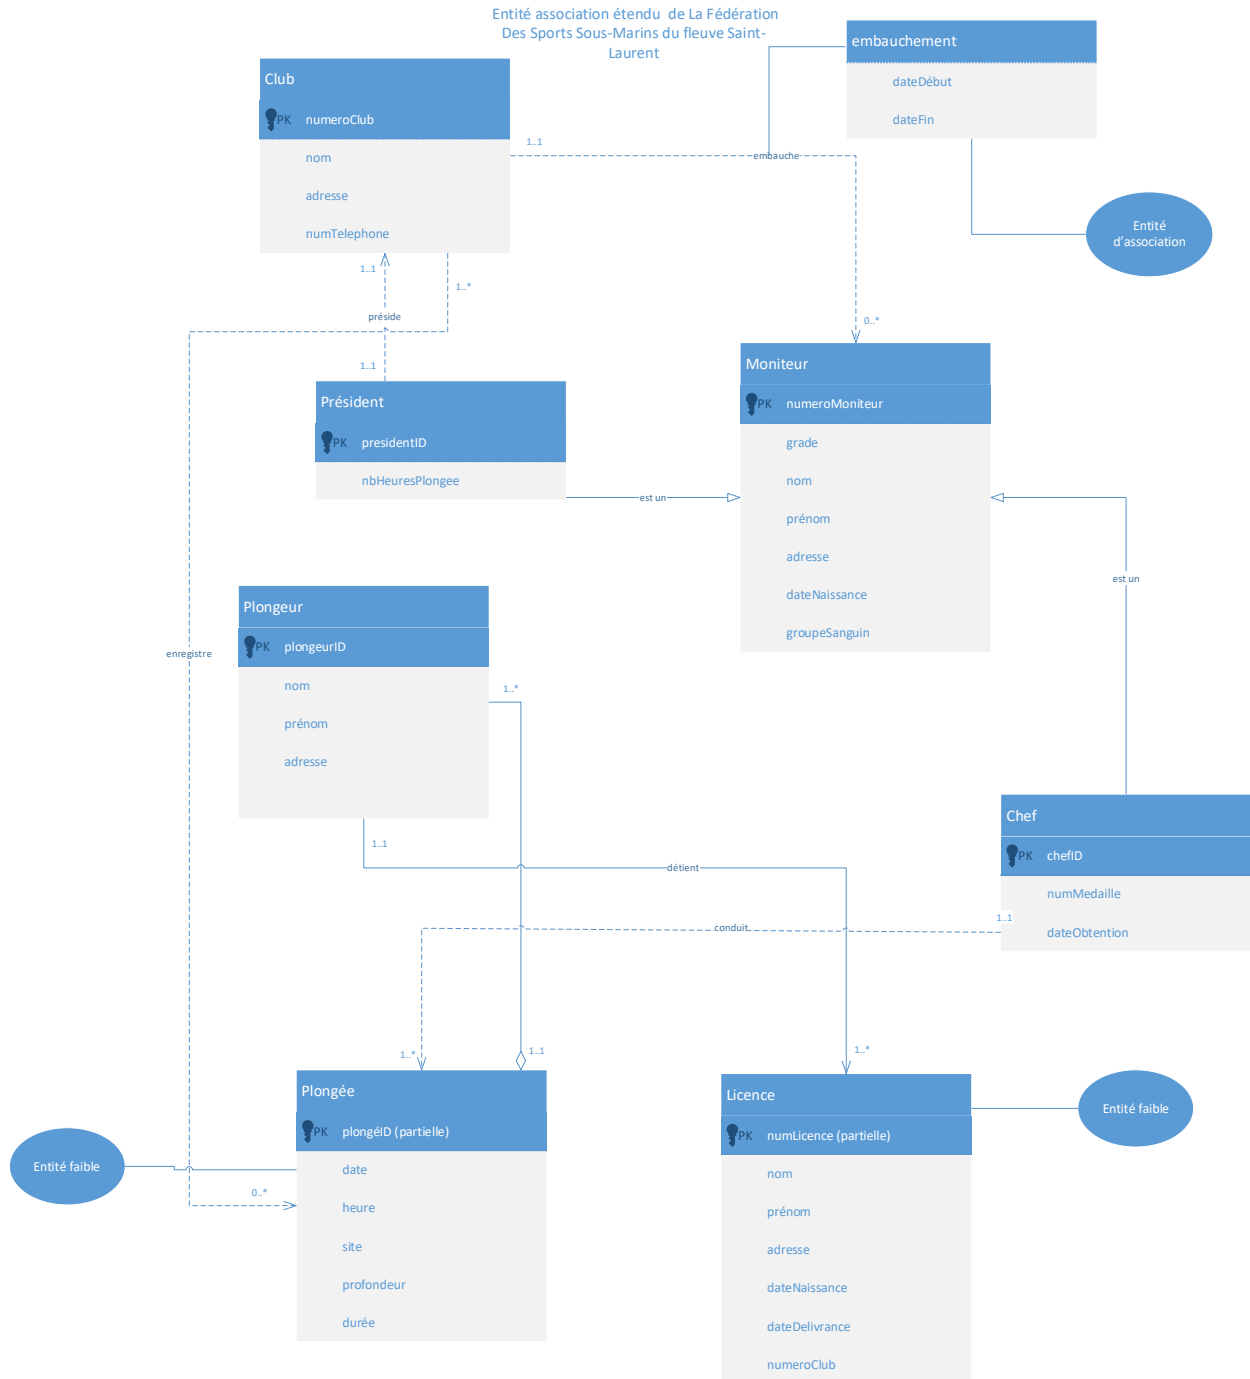 Entité association étendu  de La Fédération
Des Sports Sous-Marins du fleuve Saint-
Laurent
embauchement
dateDébut
dateFin
Entité
d'association
Club
PK numeroClub
nom
adresse
numTelephone
1..1
embauche
0..*
1..1
préside
1..1
1..*
enregistre
0..*
Président
PK presidentID
nbHeuresPlongee
est un
Moniteur
PK numeroMoniteur
grade
nom
prénom
adresse
dateNaissance
groupeSanguin
est un
Plongeur
PK plongeurID
nom
prénom
adresse
1..*
1..1
1..1
détient
1..*
Chef
PK chefID
numMedaille
dateObtention
1..1
conduit
1..*
Plongée
PK plongéID (partielle)
date
heure
site
profondeur
durée
Entité faible
Licence
PK numLicence (partielle)
nom
prénom
adresse
dateNaissance
dateDelivrance
numeroClub
Entité faible